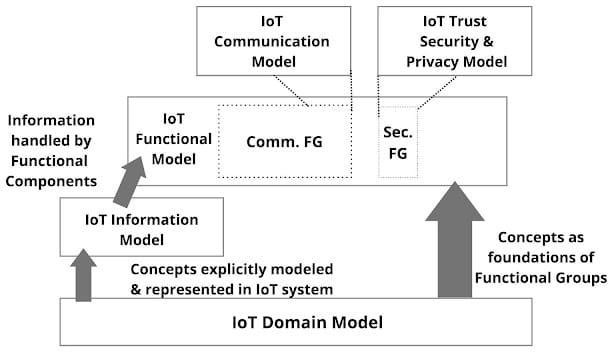 IoT
Communication
Model
IoT Trust
Security &
Privacy Model
Information
handled by
Functional
Components
IoT
Functional
Model
Comm. FG
Sec.
FG
IoT Information
Model
Concepts explicitly modeled
& represented in IoT system
Concepts as
foundations of
Functional Groups
IoT Domain Model